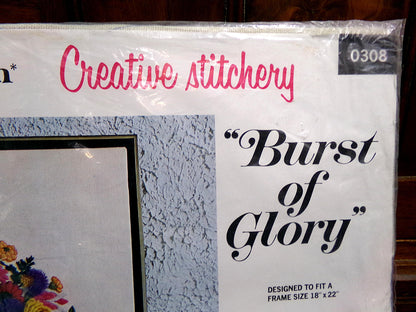 n*
Creative stitchery
0308
"Burst
of
Glory"
DESIGNED TO FIT A
FRAME SIZE 18" x 22"